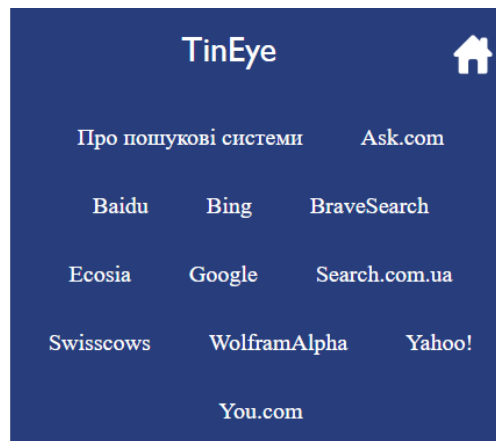 TinEye
Про пошукові системи Ask.com
Baidu Bing BraveSearch
Ecosia Google Search.com.ua
Swisscows WolframAlpha Yahoo!
You.com